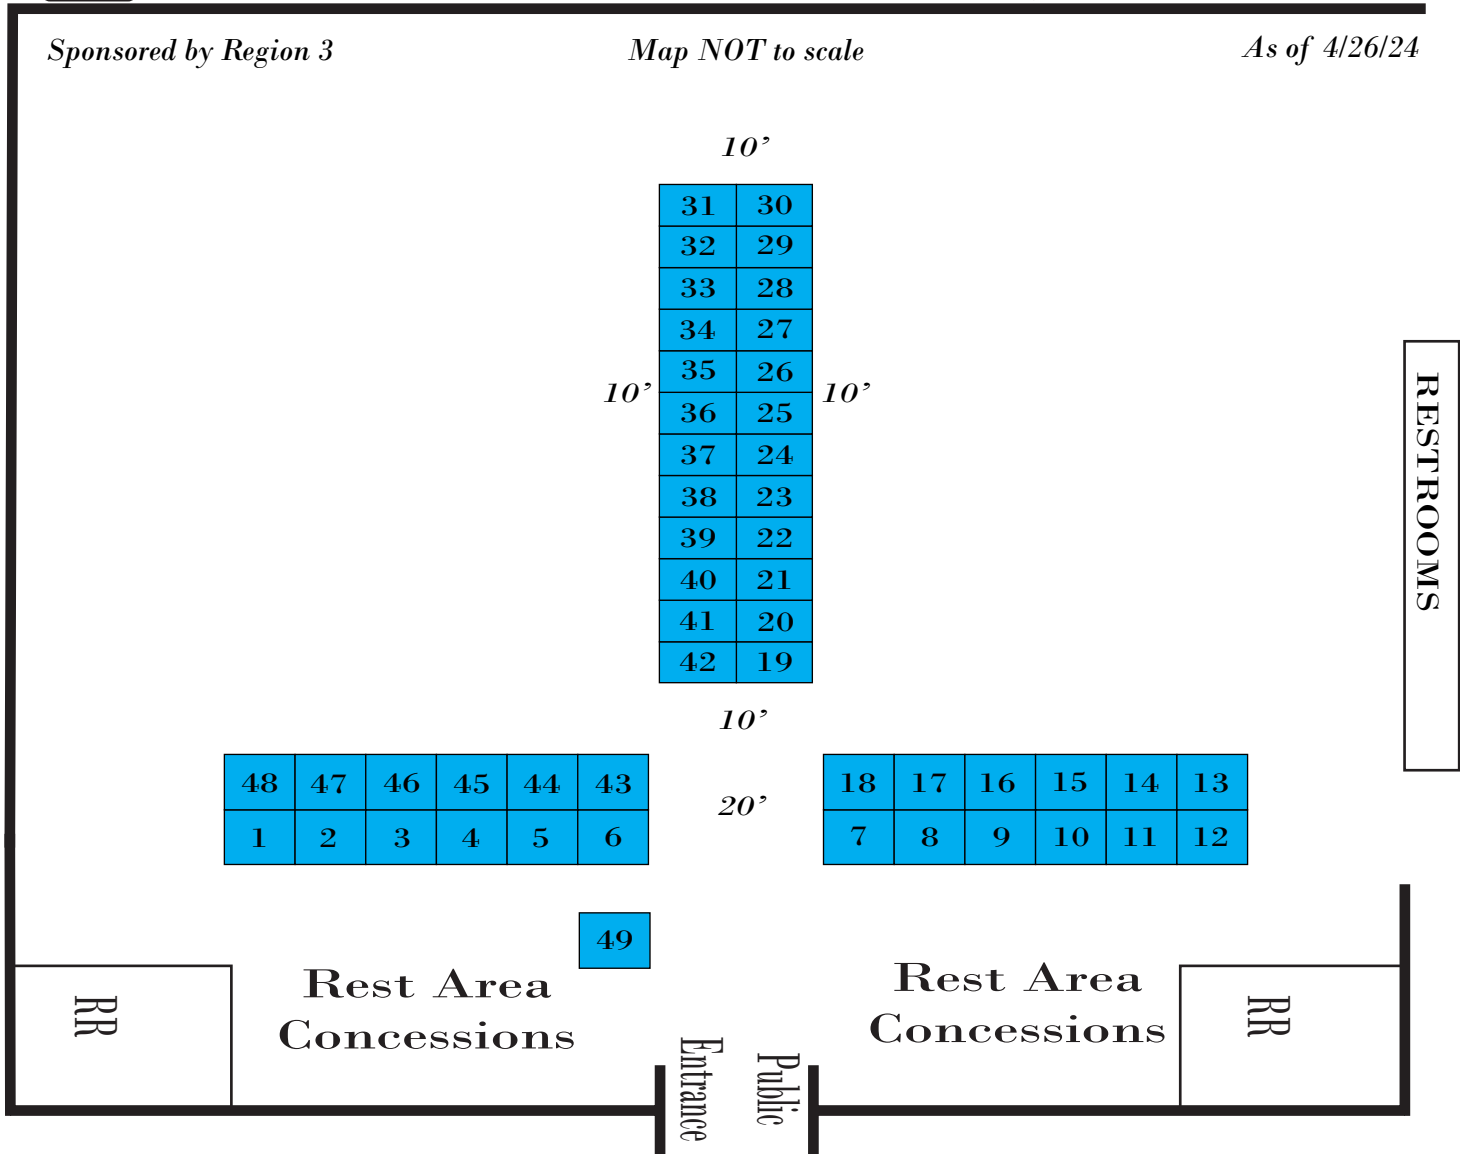 Sponsored by Region 3
Map NOT to scale
As of 4/26/24
10’
31 30
32 29
33 28
34 27
35 26
10’
10’
36 25
37 24
38 23
39 22
40 21
41 20
42 19
RESTROOMS
10’
48 47 46 45 44 43
20’
18 17 16 15 14 13
1 2 3 4 5 6
7 8 9 10 11 12
49
Rest Area
Concessions
Rest Area
Concessions
RR
RR
Public
Entrance